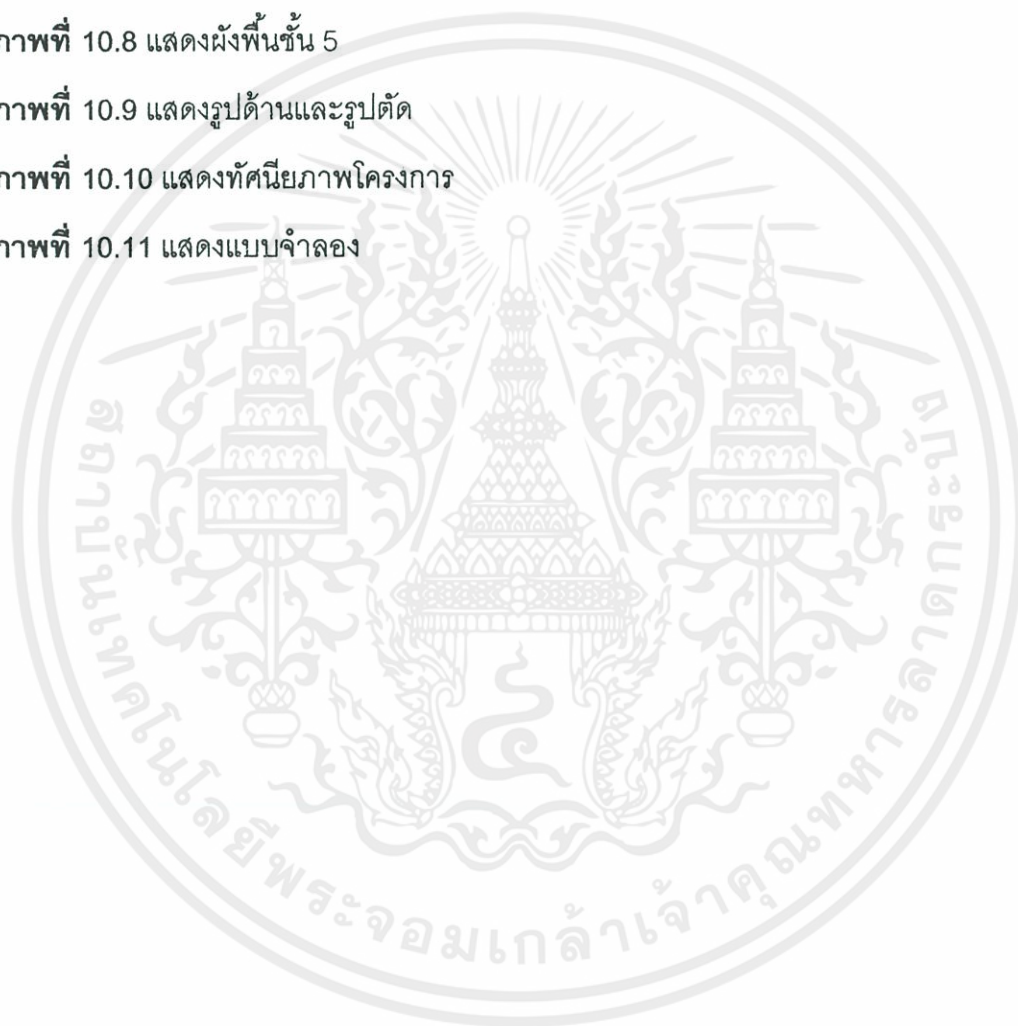 ภาพที่ 10.8 แสดงผังพื้นชั้น 5
ภาพที่ 10.9 แสดงรูปด้านและรูปตัด
ภาพที่ 10.10 แสดงทัศนียภาพโครงการ
ภาพที่ 10.11 แสดงแบบจำลอง
สถาบันเทคโนโลยีพระจอมเกล้าเจ้าคุณทหารลาดกระบัง
๔